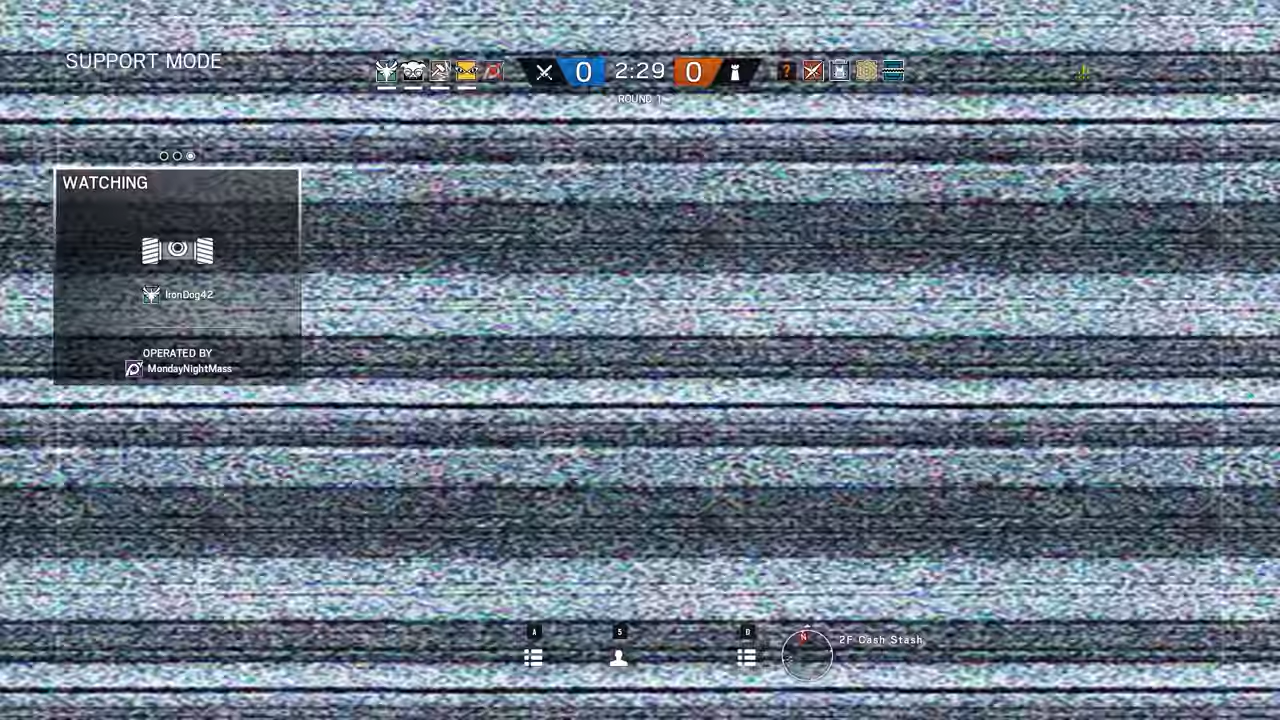 SUPPORT MODE
0 2:29 0
ROUND 1
?
WATCHING
IronDog42
OPERATED BY
MondayNightMass
A S D
N
2F Cash Stash